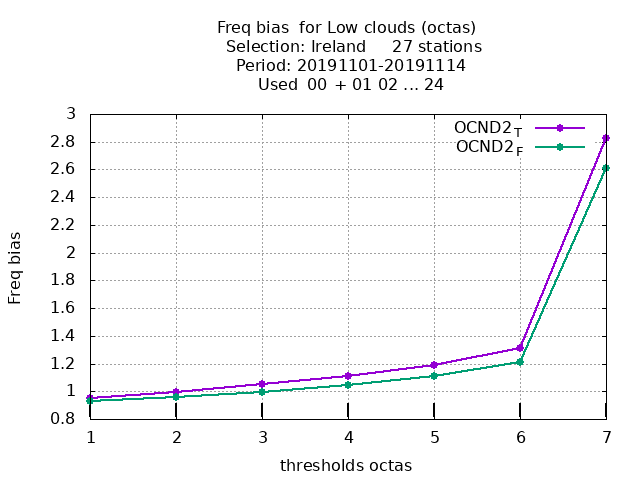 Freq bias  for Low clouds (octas)
Selection: Ireland     27 stations
Period: 20191101-20191114
Used  00 + 01 02 ... 24
3
2.8
2.6
2.4
2.2
2
1.8
1.6
1.4
1.2
1
0.8
Freq bias
OCND2T
OCND2F
1 2 3 4 5 6 7
thresholds octas